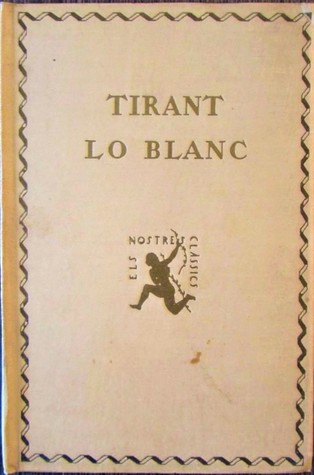 TIRANT
LO BLANC
ELS NOSTRES CLÀSSICS